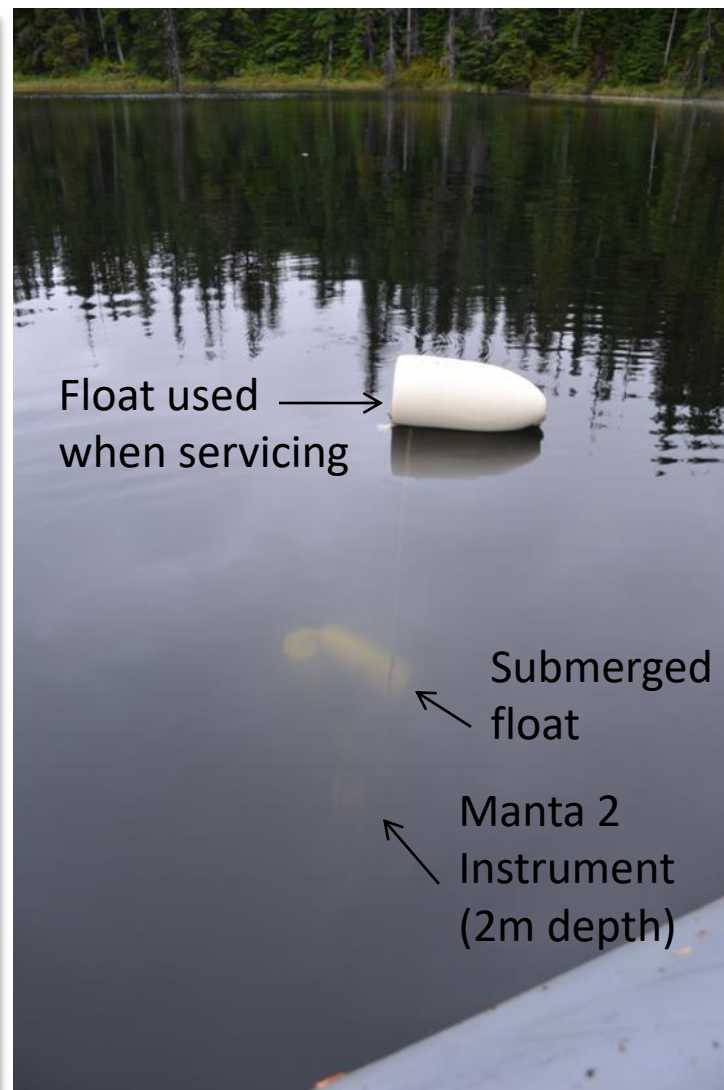 Float used
when servicing
Submerged
float
Manta 2
Instrument
(2m depth)